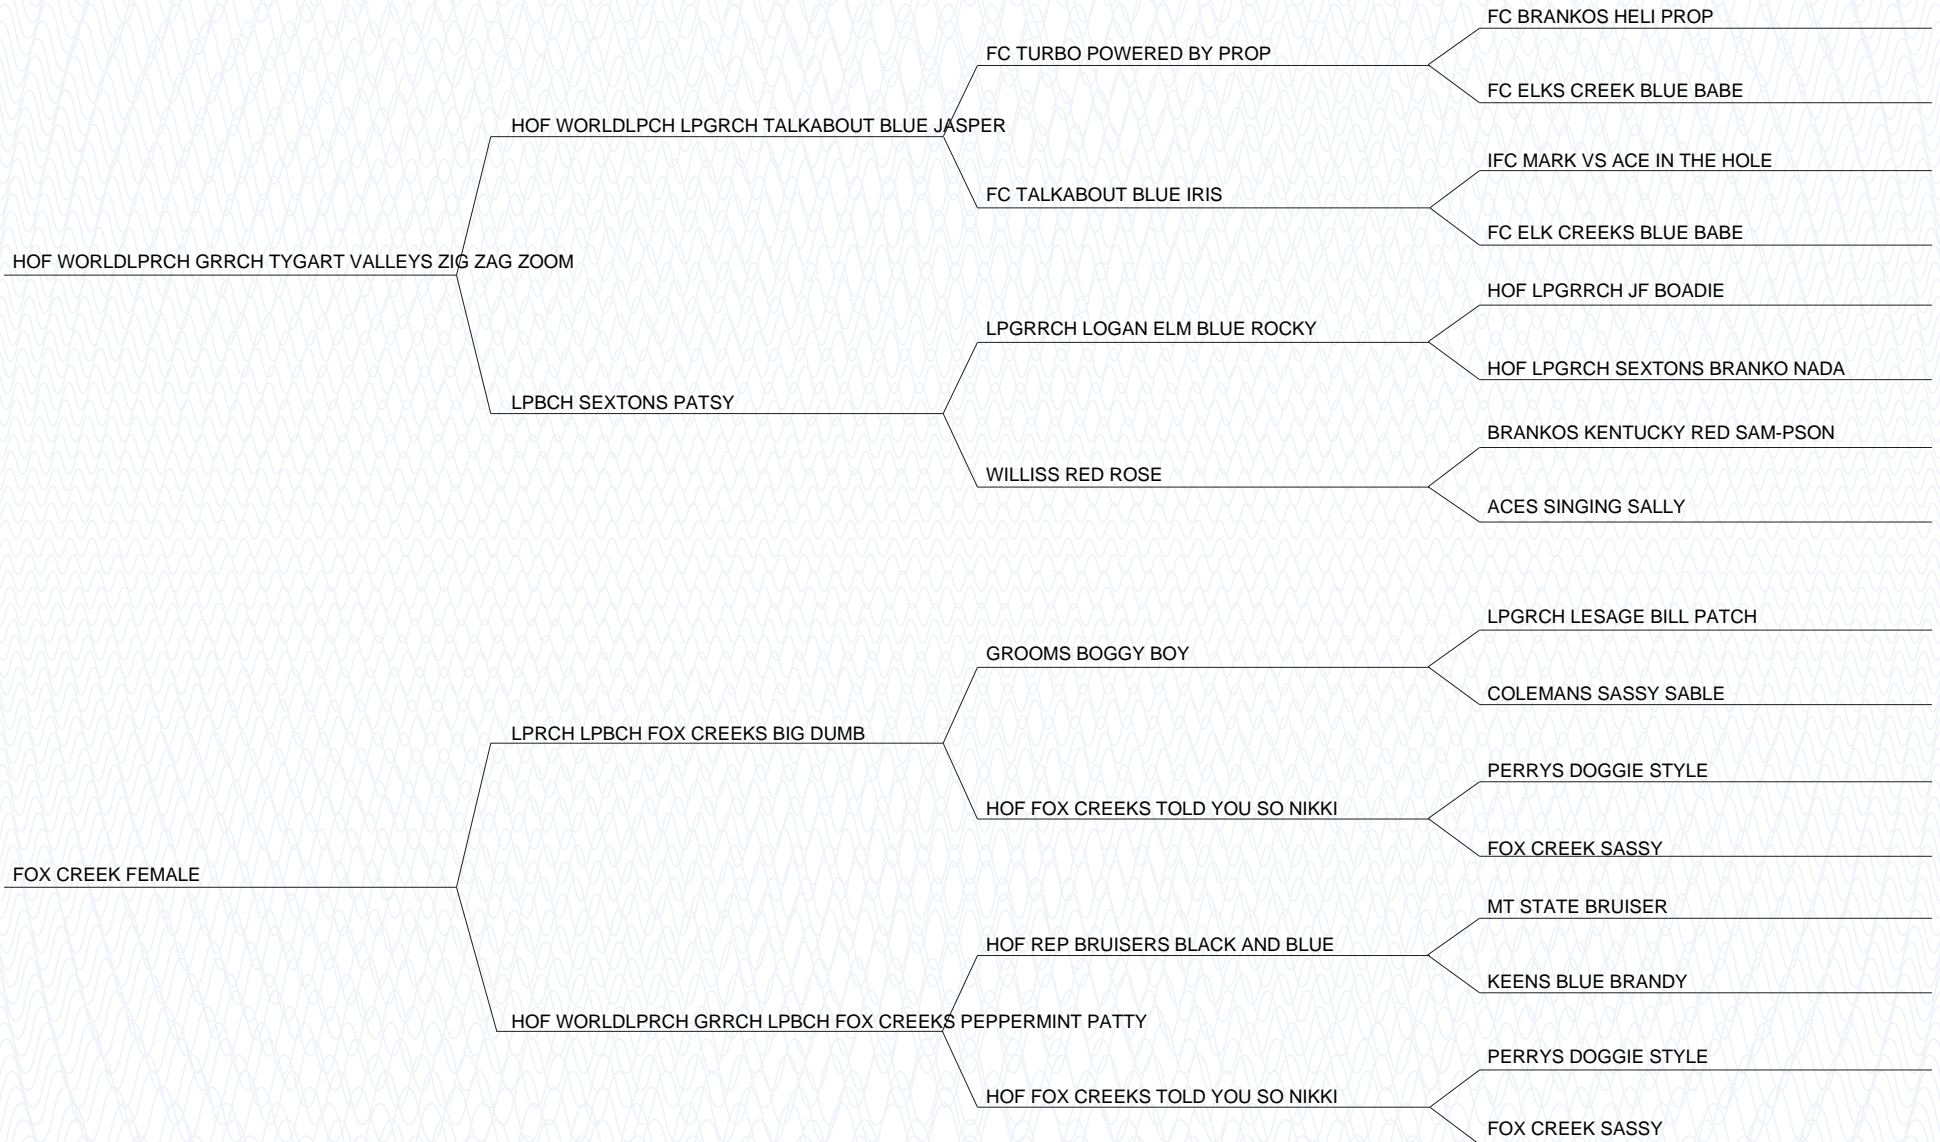 FC BRANKOS HELI PROP
FC TURBO POWERED BY PROP
FC ELKS CREEK BLUE BABE
HOF WORLDLPCH LPGRCH TALKABOUT BLUE JASPER
IFC MARK VS ACE IN THE HOLE
FC TALKABOUT BLUE IRIS
FC ELK CREEKS BLUE BABE
HOF WORLDLPRCH GRRCH TYGART VALLEYS ZIG ZAG ZOOM
HOF LPGRRCH JF BOADIE
LPGRRCH LOGAN ELM BLUE ROCKY
HOF LPGRCH SEXTONS BRANKO NADA
LPBCH SEXTONS PATSY
BRANKOS KENTUCKY RED SAM-PSON
WILLISS RED ROSE
ACES SINGING SALLY
LPGRCH LESAGE BILL PATCH
GROOMS BOGGY BOY
COLEMANS SASSY SABLE
LPRCH LPBCH FOX CREEKS BIG DUMB
PERRYS DOGGIE STYLE
HOF FOX CREEKS TOLD YOU SO NIKKI
FOX CREEK SASSY
FOX CREEK FEMALE
MT STATE BRUISER
HOF REP BRUISERS BLACK AND BLUE
KEENS BLUE BRANDY
HOF WORLDLPRCH GRRCH LPBCH FOX CREEKS PEPPERMINT PATTY
PERRYS DOGGIE STYLE
HOF FOX CREEKS TOLD YOU SO NIKKI
FOX CREEK SASSY